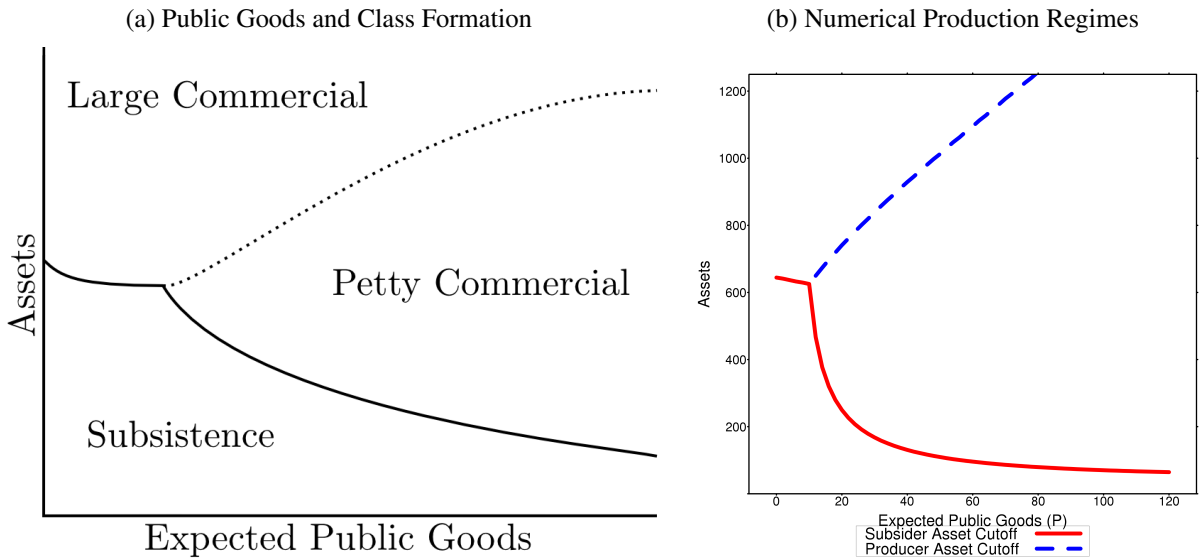 (a) Public Goods and Class Formation
Large Commercial
Petty Commercial
Subsistence
Assets
Expected Public Goods
(b) Numerical Production Regimes
1200
1000
800
600
400
200
Assets
0 20 40 60 80 100 120
Expected Public Goods (P)
Subsider Asset Cutoff
Producer Asset Cutoff